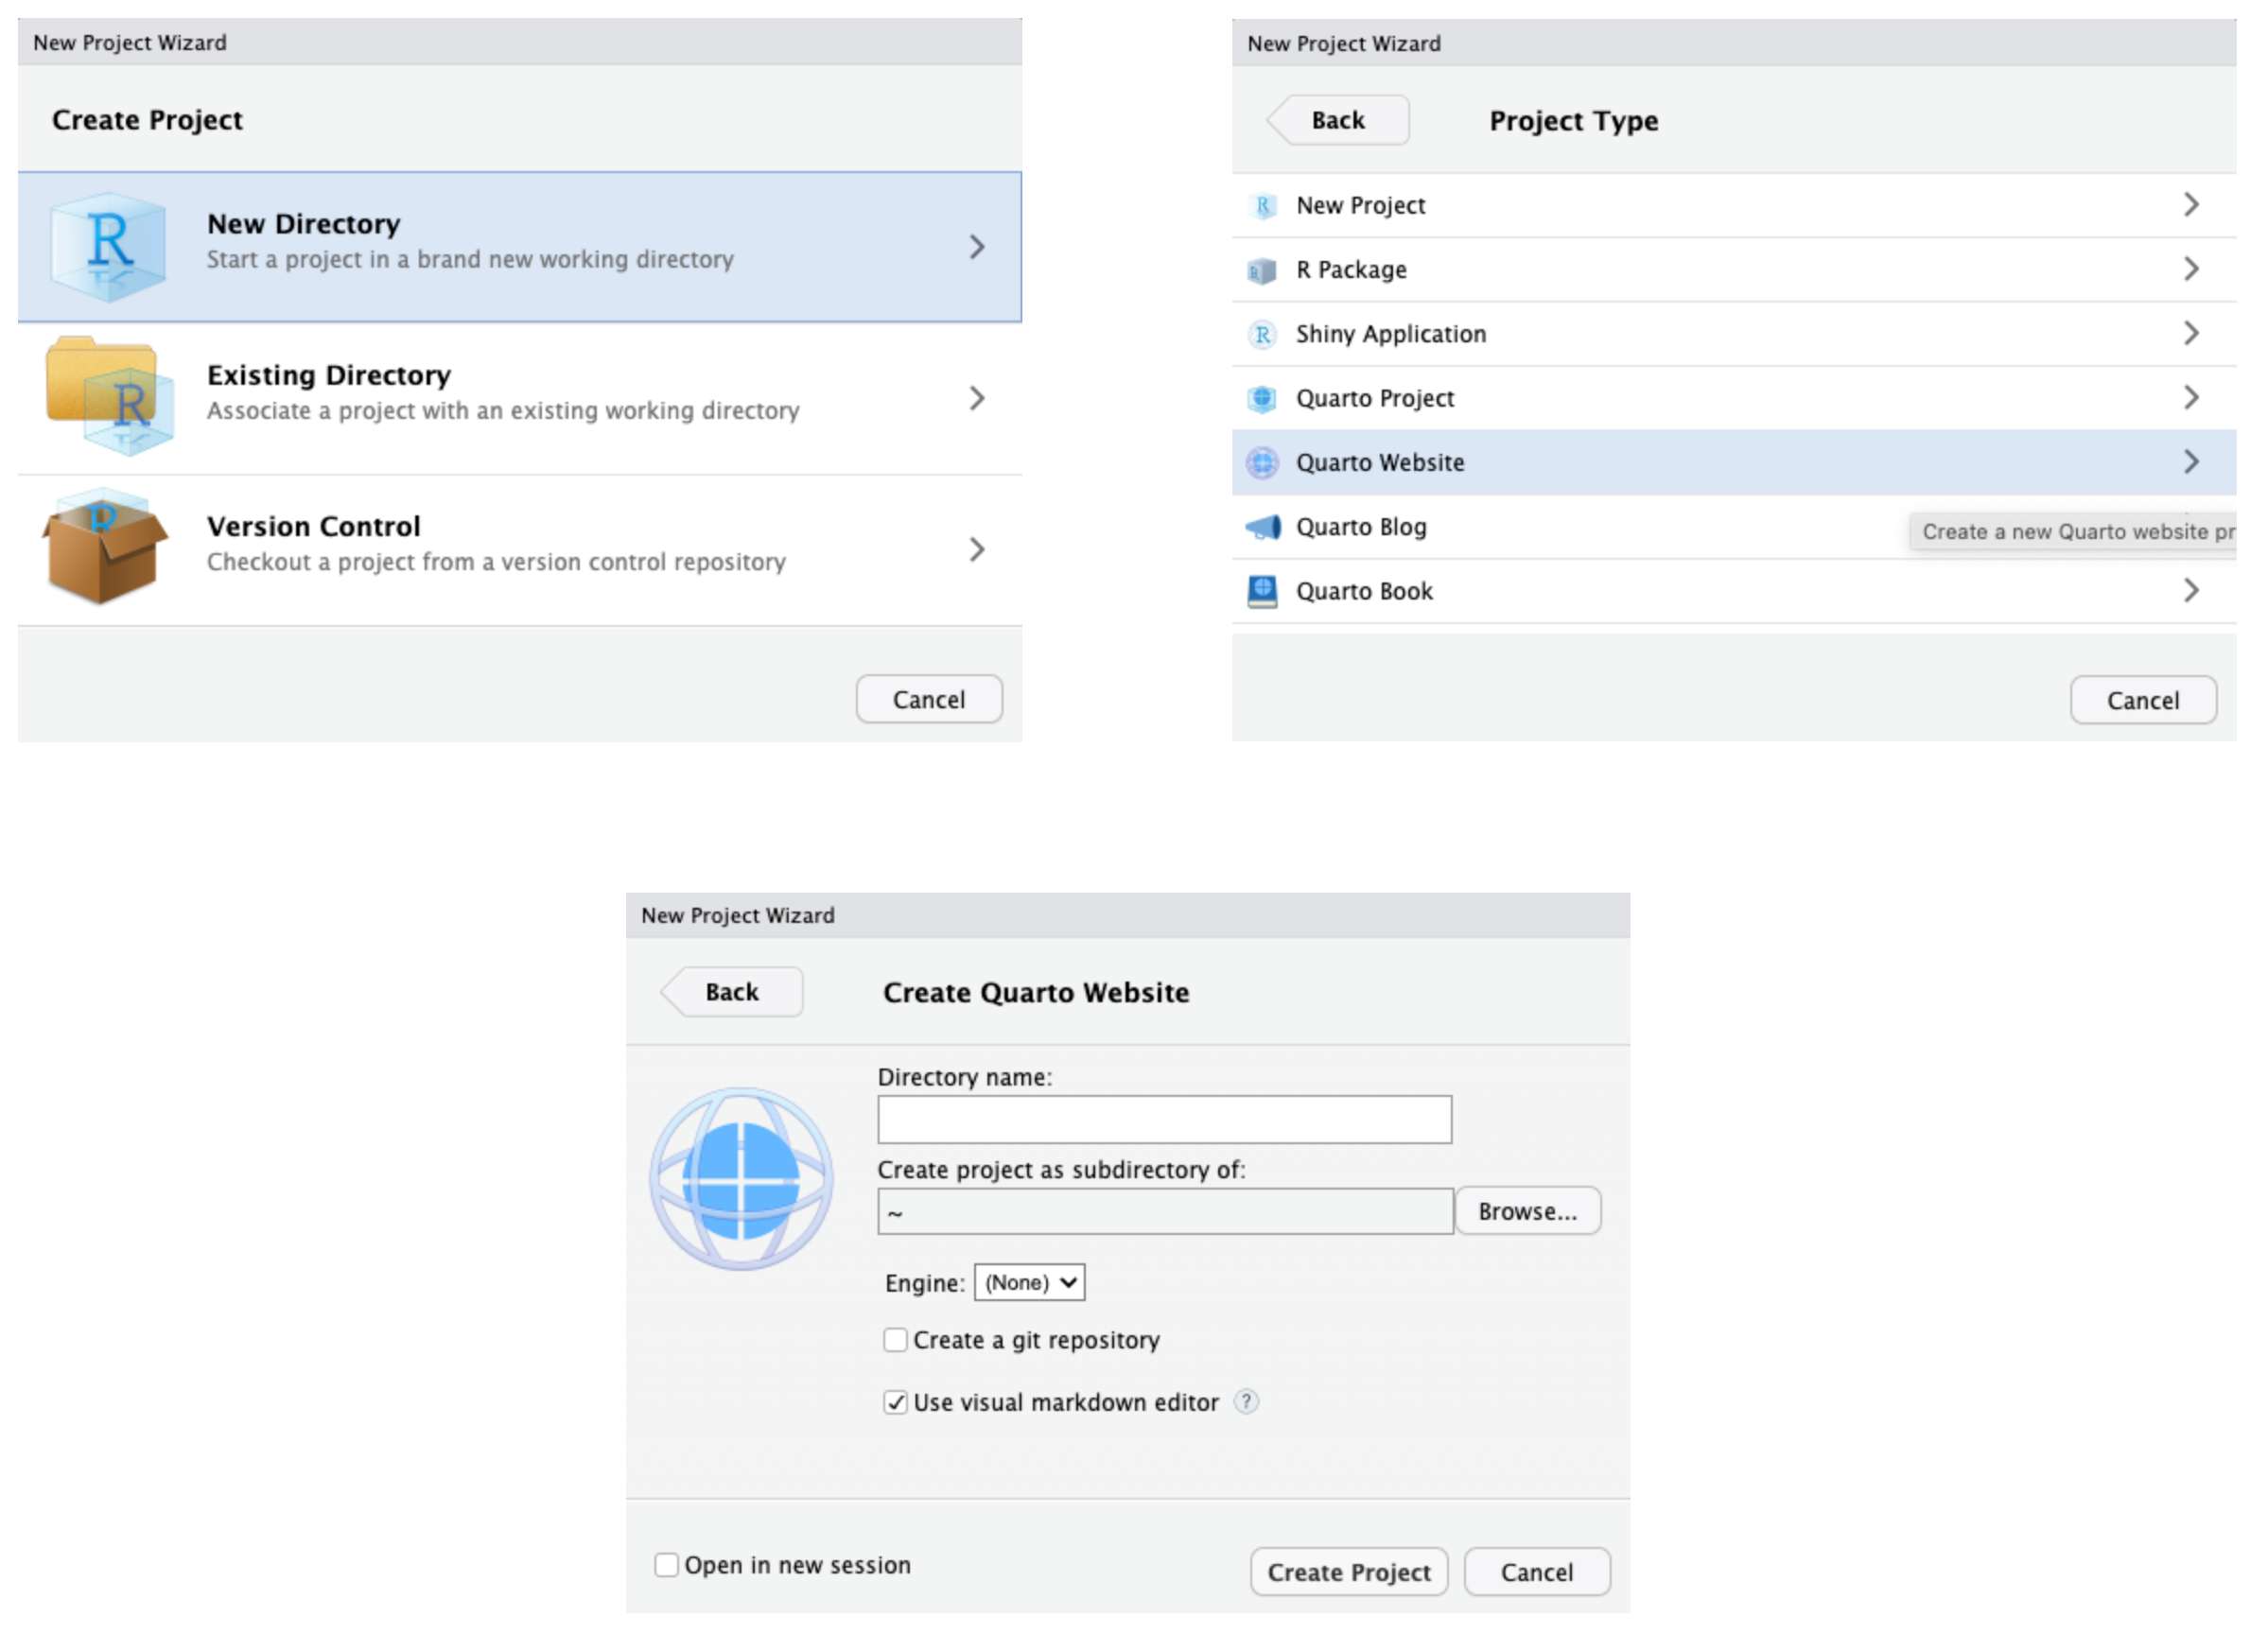 New Project Wizard
Create Project
New Directory
Start a project in a brand new working directory
Existing Directory
Associate a project with an existing working directory
Version Control
Checkout a project from a version control repository
Cancel
New Project Wizard
Back
Project Type
New Project
R Package
Shiny Application
Quarto Project
Quarto Website
Quarto Blog
Create a new Quarto website pr
Quarto Book
Cancel
New Project Wizard
Back
Create Quarto Website
Directory name:
Create project as subdirectory of:
~
Browse...
Engine: (None)
Create a git repository
Use visual markdown editor ?
Open in new session
Create Project
Cancel